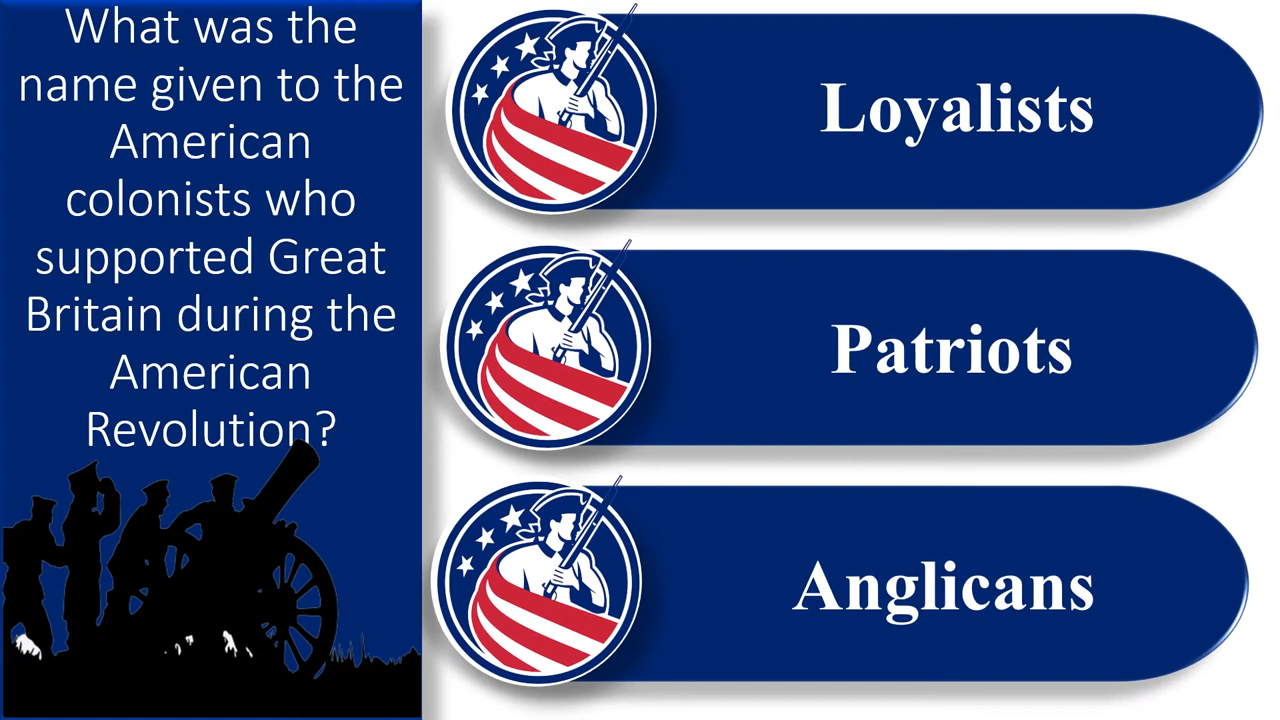 What was the
name given to the
American
colonists who
supported Great
Britain during the
American
Revolution?
Loyalists
Patriots
Anglicans